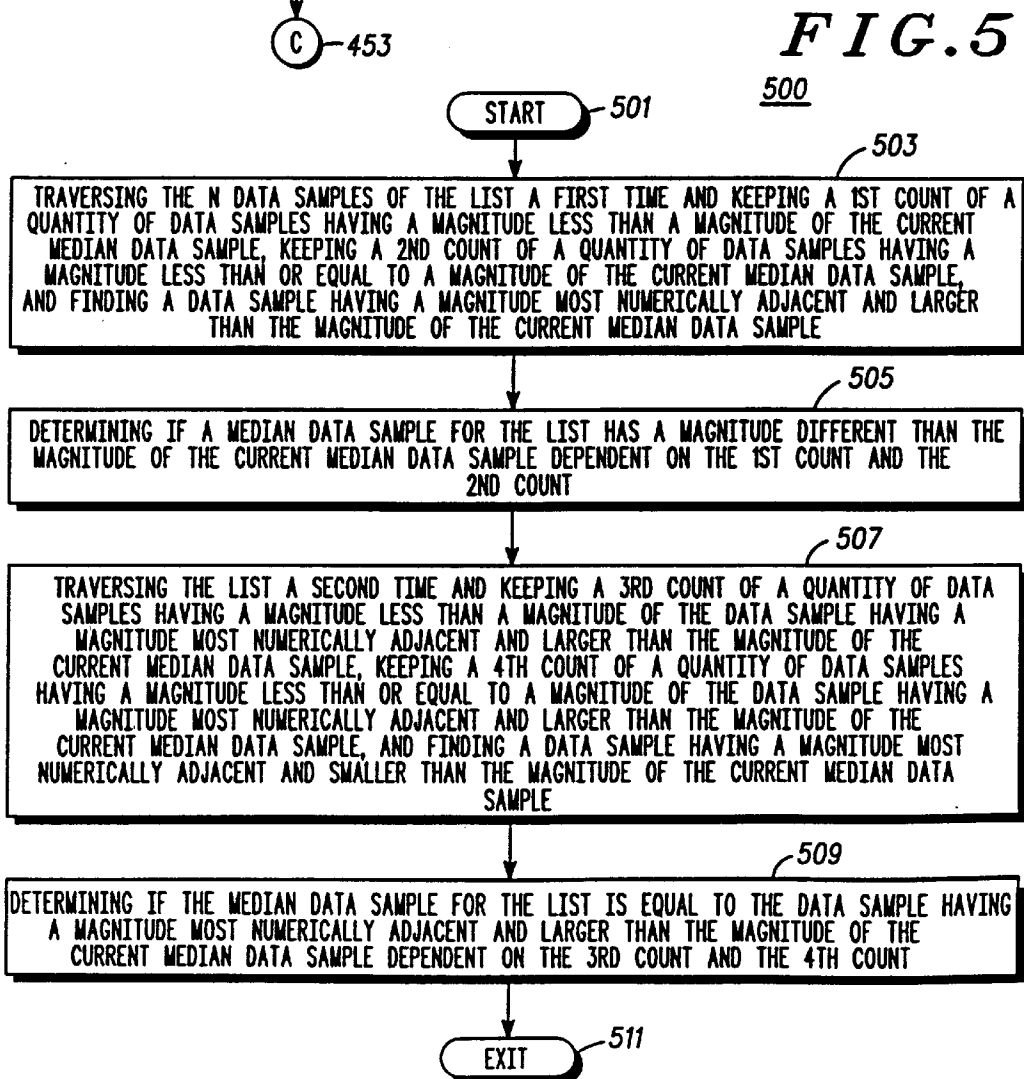 C 453
FIG.5
500
START 501
503
TRAVERSING THE N DATA SAMPLES OF THE LIST A FIRST TIME AND KEEPING A 1ST COUNT OF A
QUANTITY OF DATA SAMPLES HAVING A MAGNITUDE LESS THAN A MAGNITUDE OF THE CURRENT
MEDIAN DATA SAMPLE, KEEPING A 2ND COUNT OF A QUANTITY OF DATA SAMPLES HAVING A
MAGNITUDE LESS THAN OR EQUAL TO A MAGNITUDE OF THE CURRENT MEDIAN DATA SAMPLE,
AND FINDING A DATA SAMPLE HAVING A MAGNITUDE MOST NUMERICALLY ADJACENT AND LARGER
THAN THE MAGNITUDE OF THE CURRENT MEDIAN DATA SAMPLE
505
DETERMINING IF A MEDIAN DATA SAMPLE FOR THE LIST HAS A MAGNITUDE DIFFERENT THAN THE
MAGNITUDE OF THE CURRENT MEDIAN DATA SAMPLE DEPENDENT ON THE 1ST COUNT AND THE
2ND COUNT
507
TRAVERSING THE LIST A SECOND TIME AND KEEPING A 3RD COUNT OF A QUANTITY OF DATA
SAMPLES HAVING A MAGNITUDE LESS THAN A MAGNITUDE OF THE DATA SAMPLE HAVING A
MAGNITUDE MOST NUMERICALLY ADJACENT AND LARGER THAN THE MAGNITUDE OF THE
CURRENT MEDIAN DATA SAMPLE, KEEPING A 4TH COUNT OF A QUANTITY OF DATA SAMPLES
HAVING A MAGNITUDE LESS THAN OR EQUAL TO A MAGNITUDE OF THE DATA SAMPLE HAVING A
MAGNITUDE MOST NUMERICALLY ADJACENT AND LARGER THAN THE MAGNITUDE OF THE
CURRENT MEDIAN DATA SAMPLE, AND FINDING A DATA SAMPLE HAVING A MAGNITUDE MOST
NUMERICALLY ADJACENT AND SMALLER THAN THE MAGNITUDE OF THE CURRENT MEDIAN DATA
SAMPLE
509
DETERMINING IF THE MEDIAN DATA SAMPLE FOR THE LIST IS EQUAL TO THE DATA SAMPLE HAVING
A MAGNITUDE MOST NUMERICALLY ADJACENT AND LARGER THAN THE MAGNITUDE OF THE
CURRENT MEDIAN DATA SAMPLE DEPENDENT ON THE 3RD COUNT AND THE 4TH COUNT
EXIT 511